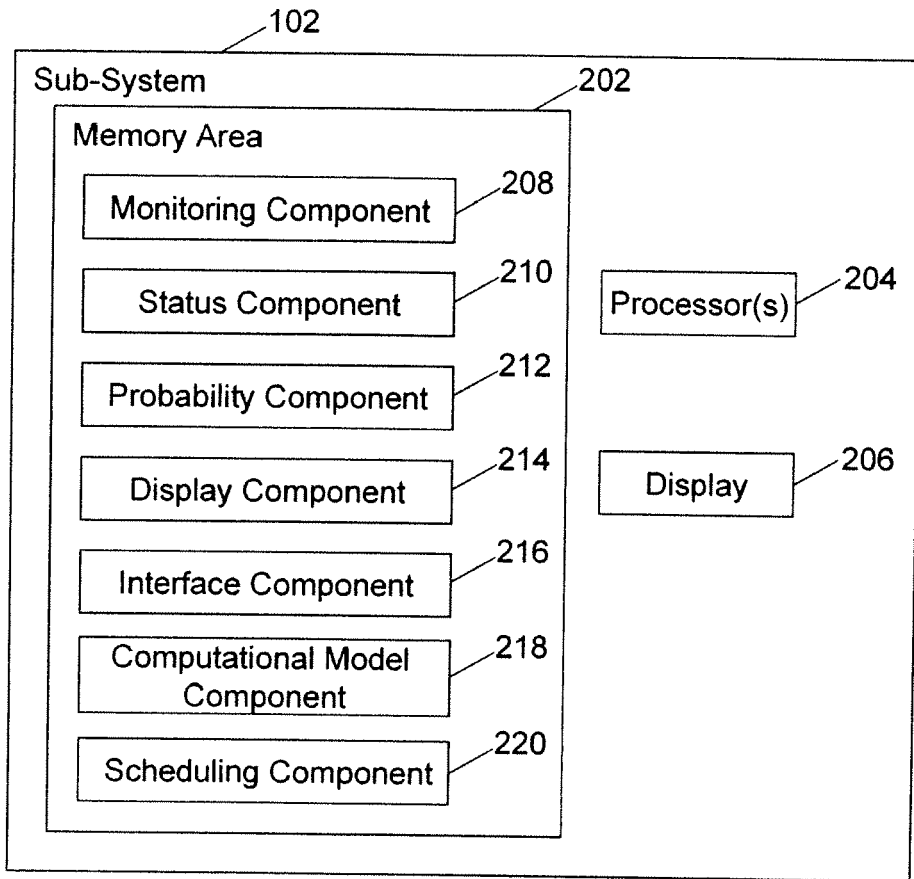 102
Sub-System
202
Memory Area
208
Monitoring Component
210
Status Component
204
Processor(s)
212
Probability Component
214
Display Component
206
Display
216
Interface Component
218
Computational Model
Component
220
Scheduling Component